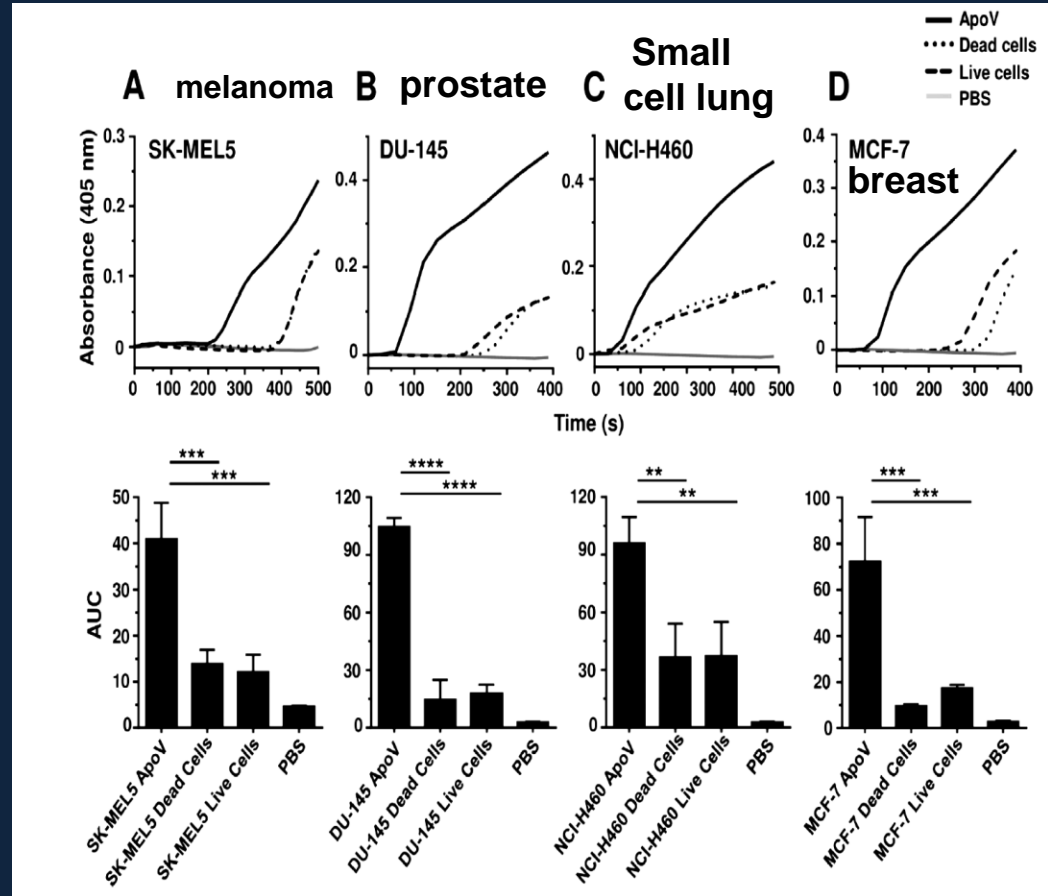 ApoV
Dead cells
Live cells
PBS
A melanoma
B prostate
C Small
cell lung
D
SK-MEL5
DU-145
NCI-H460
MCF-7
breast
Absorbance (405 nm)
0.3
0.2
0.1
0
0 100 200 300 400 500
0.4
0.2
0
0 100 200 300 400
0.4
0.2
0
0 100 200 300 400 500
0.4
0.3
0.2
0.1
0
0 100 200 300 400
Time (s)
AUC
***
***
50
40
30
20
10
0
SK-MEL5 ApoV
SK-MEL5 Dead Cells
SK-MEL5 Live Cells
PBS
****
****
120
90
60
30
0
DU-145 ApoV
DU-145 Dead Cells
DU-145 Live Cells
PBS
**
**
120
90
60
30
0
NCI-H460 ApoV
NCI-H460 Dead Cells
NCI-H460 Live Cells
PBS
***
***
100
80
60
40
20
0
MCF-7 ApoV
MCF-7 Dead Cells
MCF-7 Live Cells
PBS